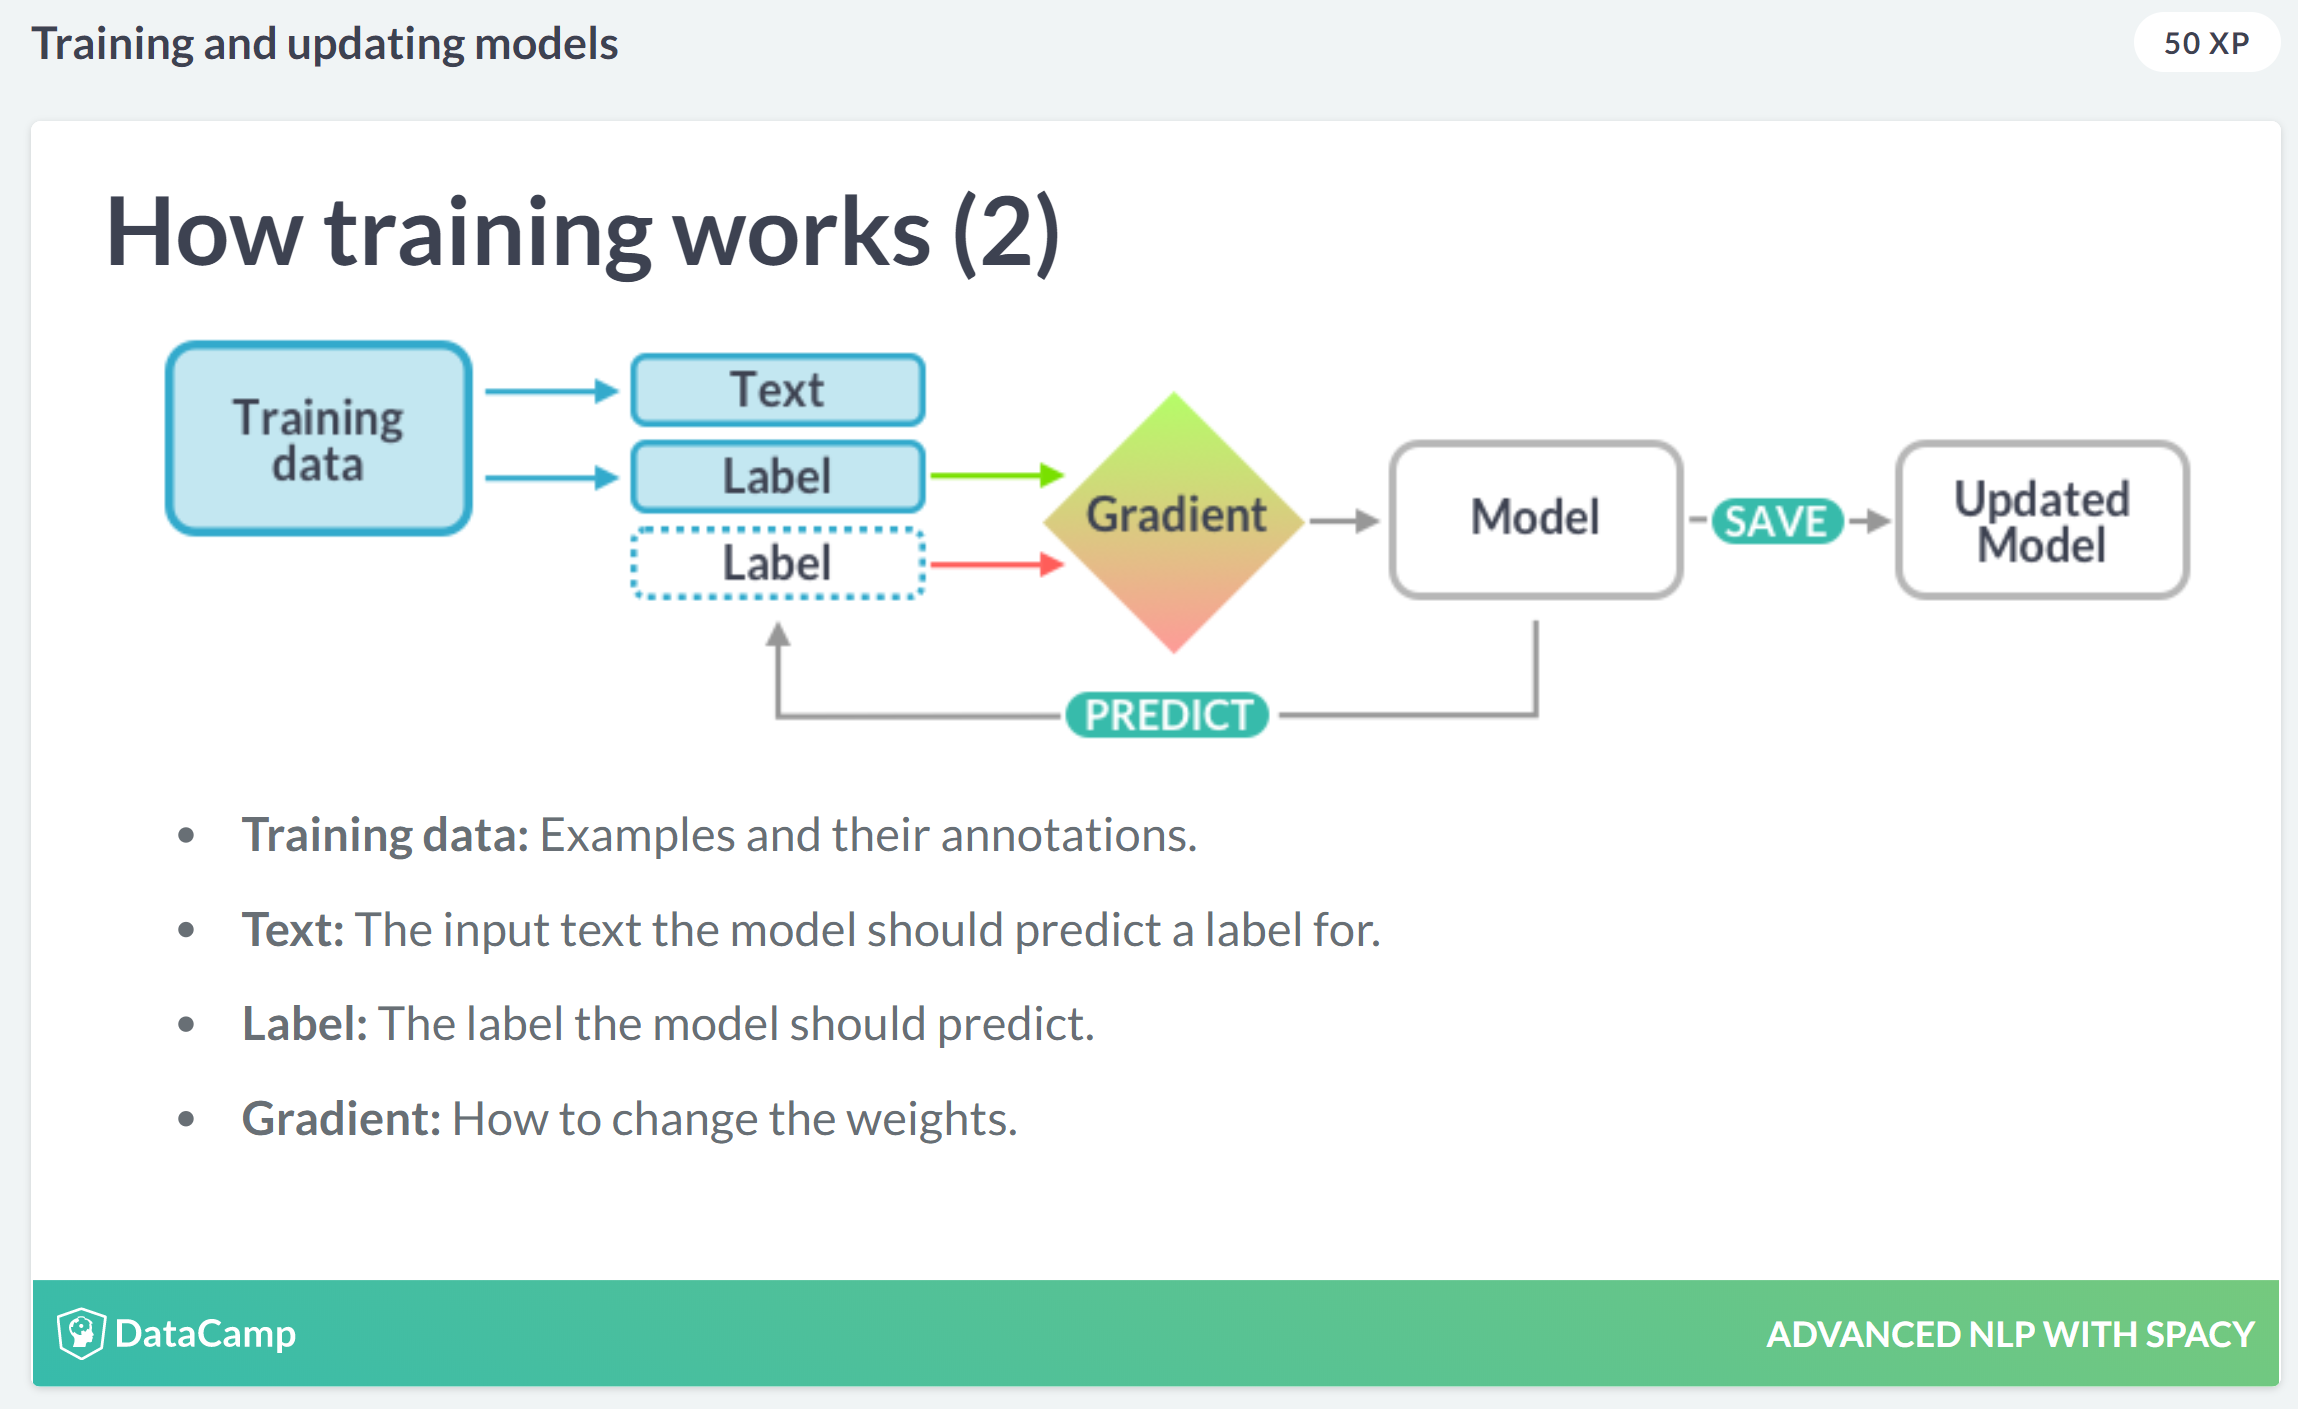 Training and updating models
50 XP
How training works (2)
Training
data
Text
Label
Label
Gradient
Model
SAVE
Updated
Model
PREDICT
• Training data: Examples and their annotations.
• Text: The input text the model should predict a label for.
• Label: The label the model should predict.
• Gradient: How to change the weights.
DataCamp
ADVANCED NLP WITH SPACY